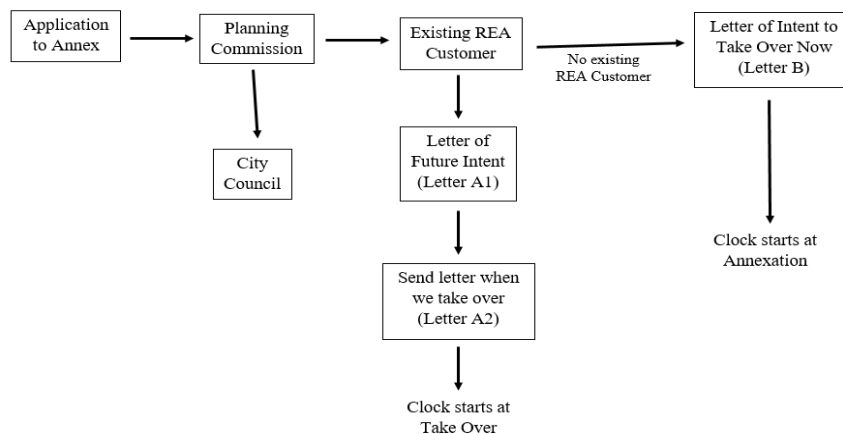 Application
to Annex
Planning
Commission
Existing REA
Customer
No existing
REA Customer
Letter of Intent to
Take Over Now
(Letter B)
City
Council
Letter of
Future Intent
(Letter A1)
Clock starts at
Annexation
Send letter when
we take over
(Letter A2)
Clock starts at
Take Over